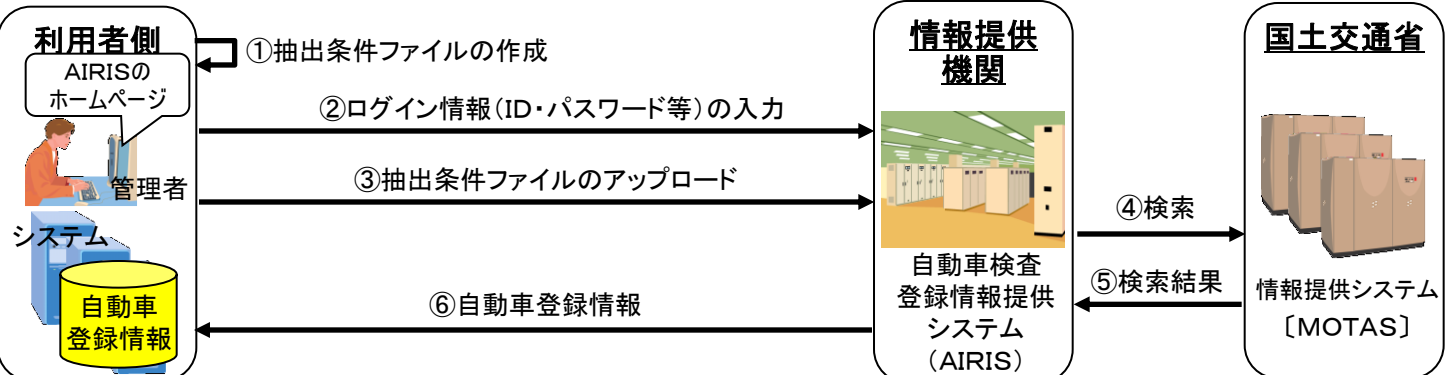 利用者側
AIRISの
ホームページ
管理者
システム
自動車
登録情報
①抽出条件ファイルの作成
②ログイン情報（ID・パスワード等）の入力
③抽出条件ファイルのアップロード
⑥自動車登録情報
情報提供
機関
自動車検査
登録情報提供
システム
（AIRIS）
④検索
⑤検索結果
国土交通省
情報提供システム
〔MOTAS〕